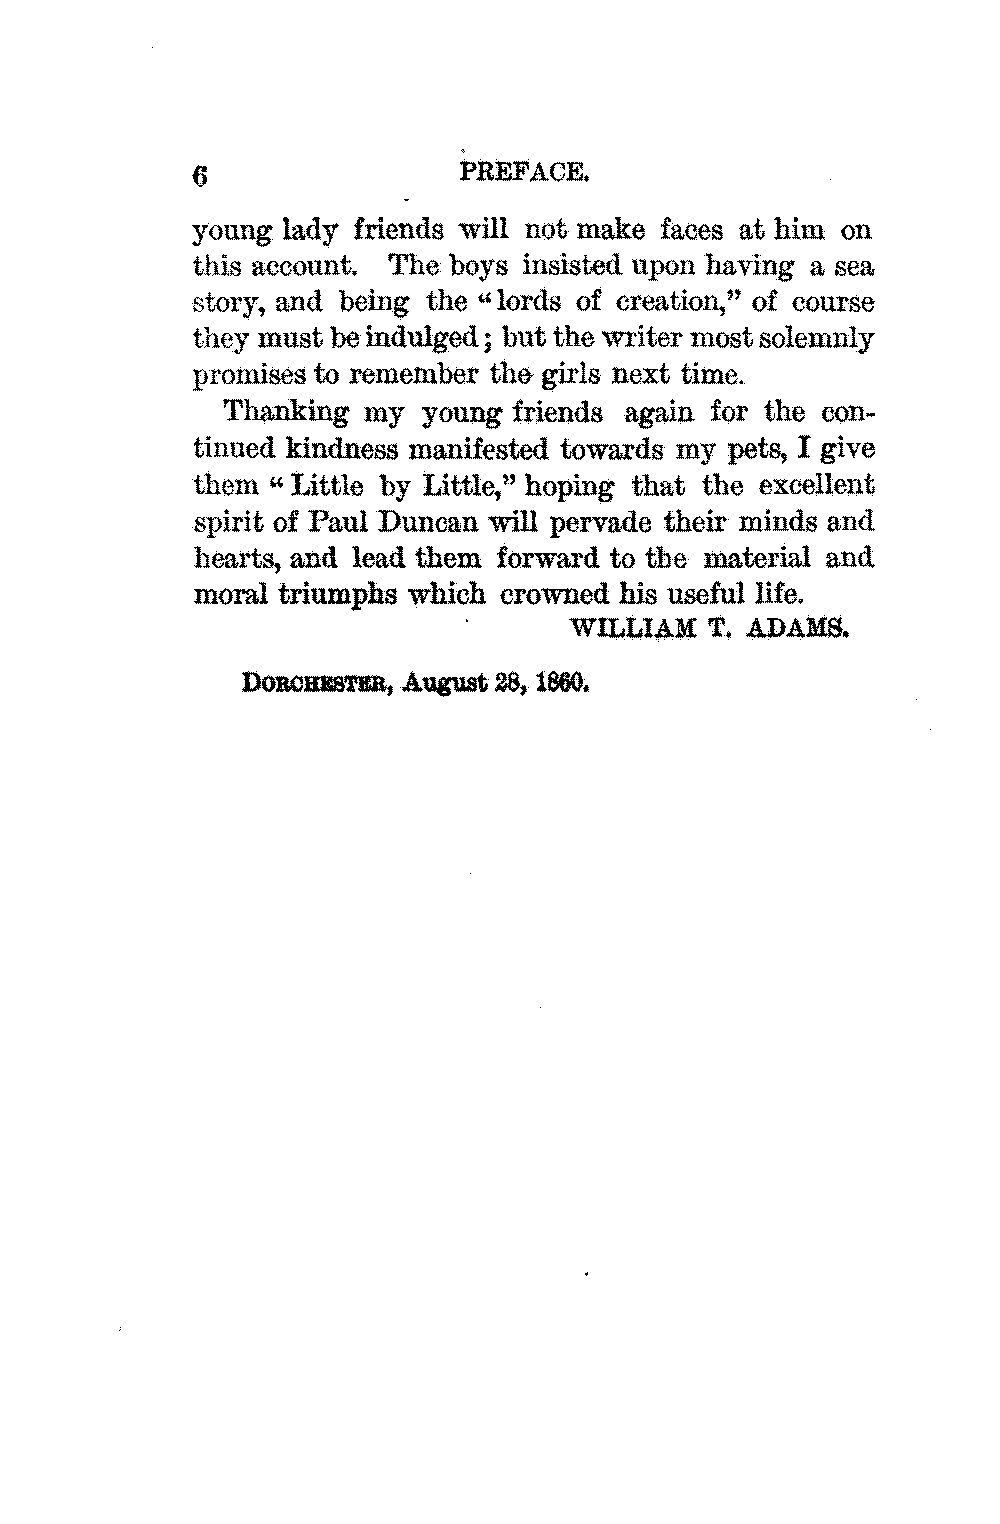 6 PREFACE.
young lady friends will not make faces at him on
this account. The boys insisted upon having a sea
story, and being the “lords of creation,” of course
they must be indulged; but the writer most solemnly
promises to remember the girls next time.
Thanking my young friends again for the con-
tinued kindness manifested towards my pets, I give
them “Little by Little,” hoping that the excellent
spirit of Paul Duncan will pervade their minds and
hearts, and lead them forward to the material and
moral triumphs which crowned his useful life.
WILLIAM T. ADAMS.
DORCHESTER, August 28, 1860.